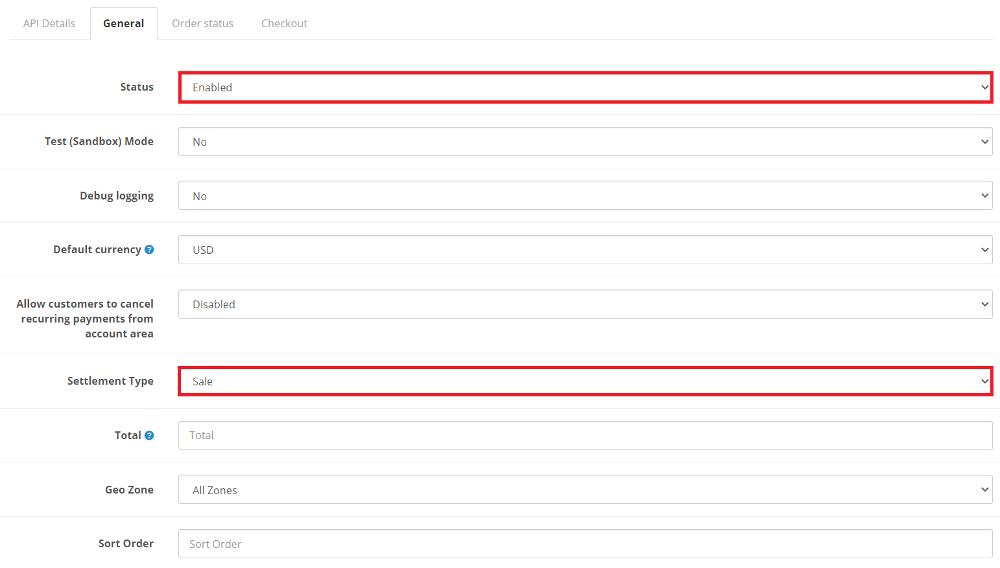 API Details
General
Order status
Checkout
Status
Enabled
Test (Sandbox) Mode
No
Debug logging
No
Default currency ?
USD
Allow customers to cancel
recurring payments from
account area
Disabled
Settlement Type
Sale
Total ?
Total
Geo Zone
All Zones
Sort Order
Sort Order